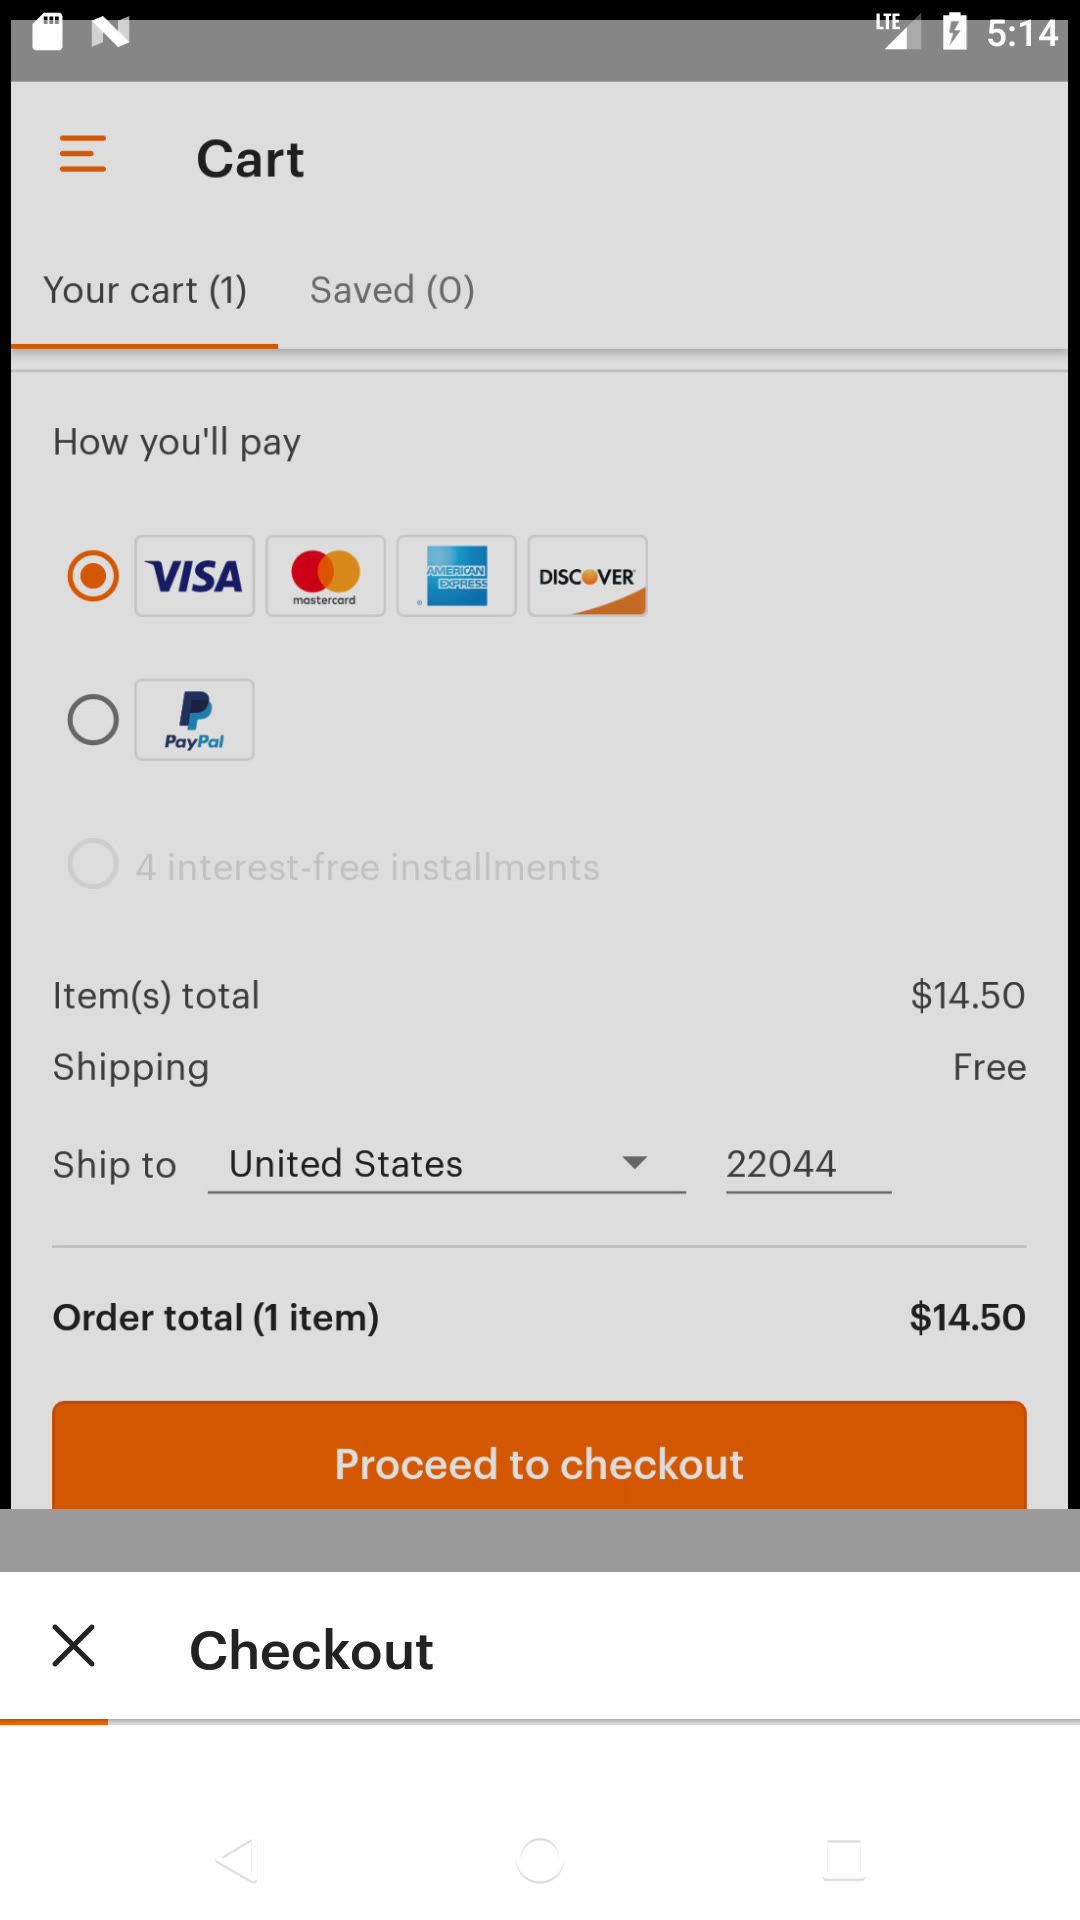 LTE 5:14
Cart
Your cart (1) Saved (0)
How you'll pay
VISA mastercard AMERICAN EXPRESS DISCOVER
PayPal
4 interest-free installments
Item(s) total $14.50
Shipping Free
Ship to United States 22044
Order total (1 item) $14.50
Proceed to checkout
Checkout